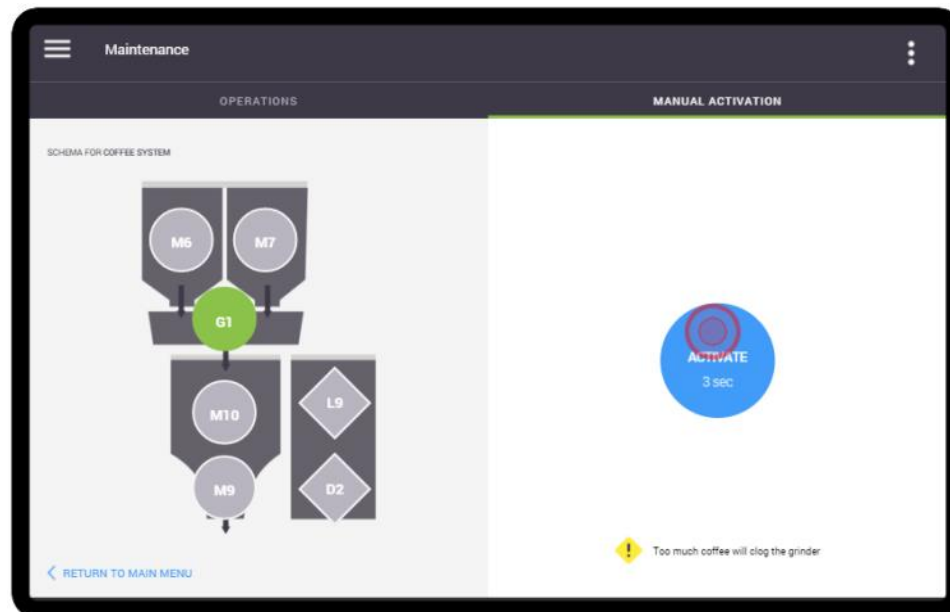 Maintenance
OPERATIONS
MANUAL ACTIVATION
SCHEMA FOR COFFEE SYSTEM
M6
M7
G1
M10
L9
M9
D2
ACTIVATE
3 sec
! Too much coffee will clog the grinder
RETURN TO MAIN MENU